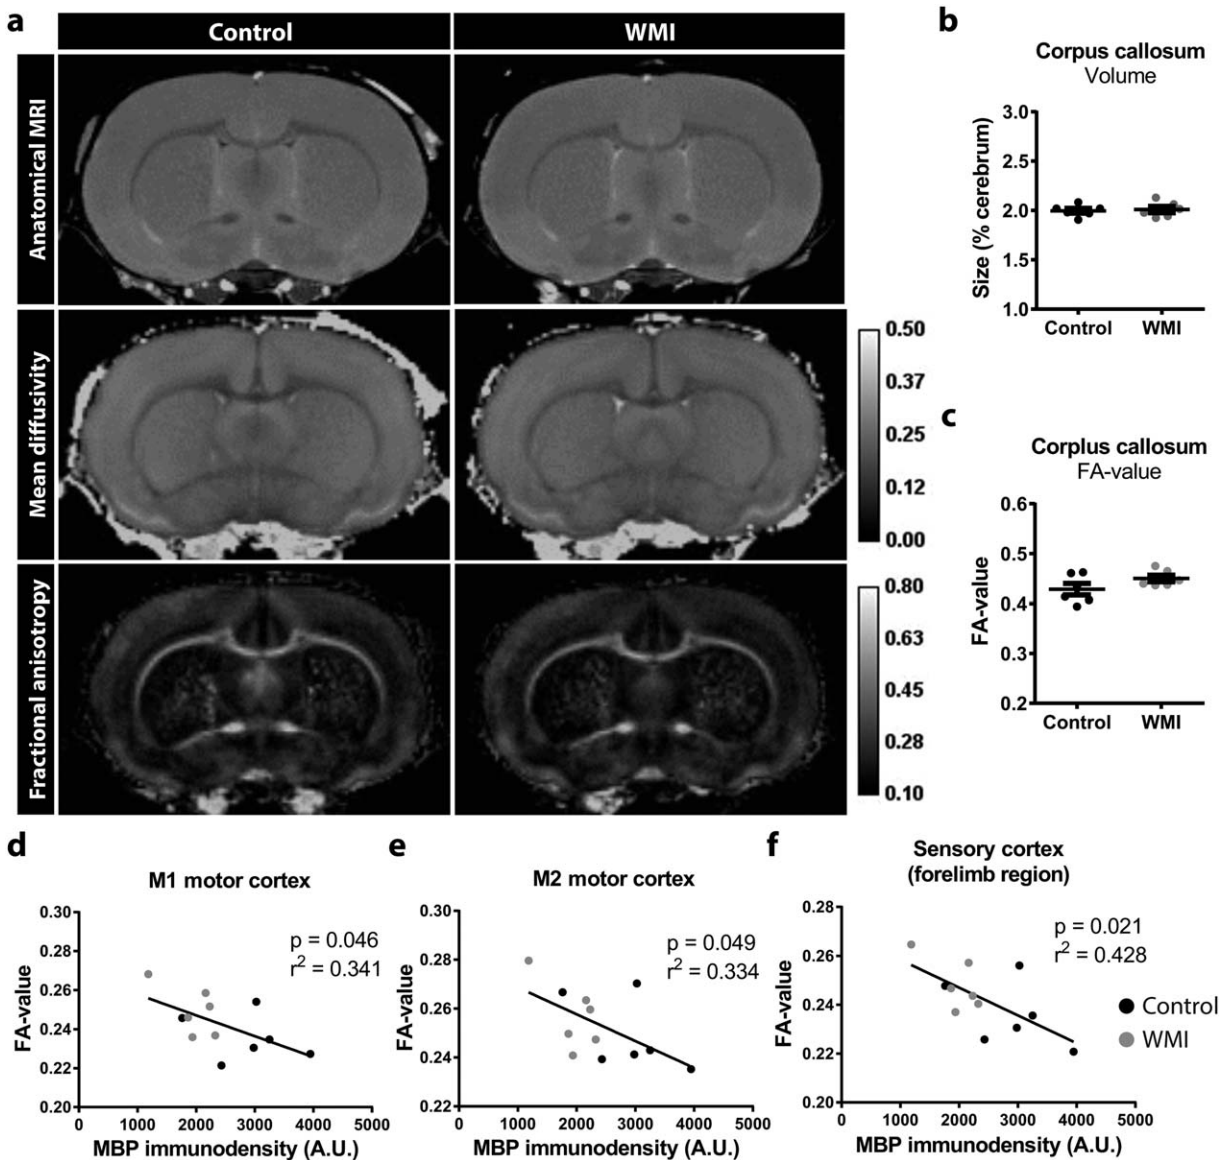 a
Control
WMI
Anatomical MRI
Mean diffusivity
Fractional anisotropy
0.50
0.37
0.25
0.12
0.00
0.80
0.63
0.45
0.28
0.10
b
Corpus callosum
Volume
Size (% cerebrum)
3.0
2.5
2.0
1.5
1.0
Control
WMI
c
Corplus callosum
FA-value
FA-value
0.6
0.5
0.4
0.3
0.2
Control
WMI
d
M1 motor cortex
FA-value
0.30
0.28
0.26
0.24
0.22
0.20
p = 0.046
r² = 0.341
0 1000 2000 3000 4000 5000
MBP immunodensity (A.U.)
e
M2 motor cortex
FA-value
0.30
0.28
0.26
0.24
0.22
p = 0.049
r² = 0.334
0 1000 2000 3000 4000 5000
MBP immunodensity (A.U.)
f
Sensory cortex
(forelimb region)
FA-value
0.28
0.26
0.24
0.22
0.20
p = 0.021
r² = 0.428
0 1000 2000 3000 4000 5000
MBP immunodensity (A.U.)
Control
WMI